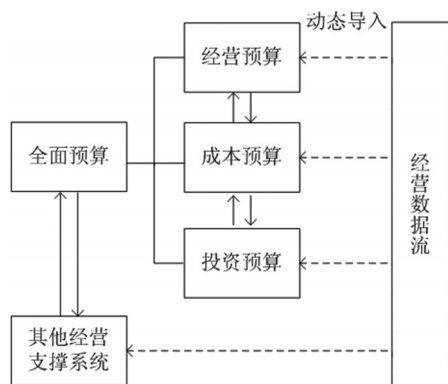 动态导入
经营预算
全面预算
成本预算
经营数据流
投资预算
其他经营
支撑系统